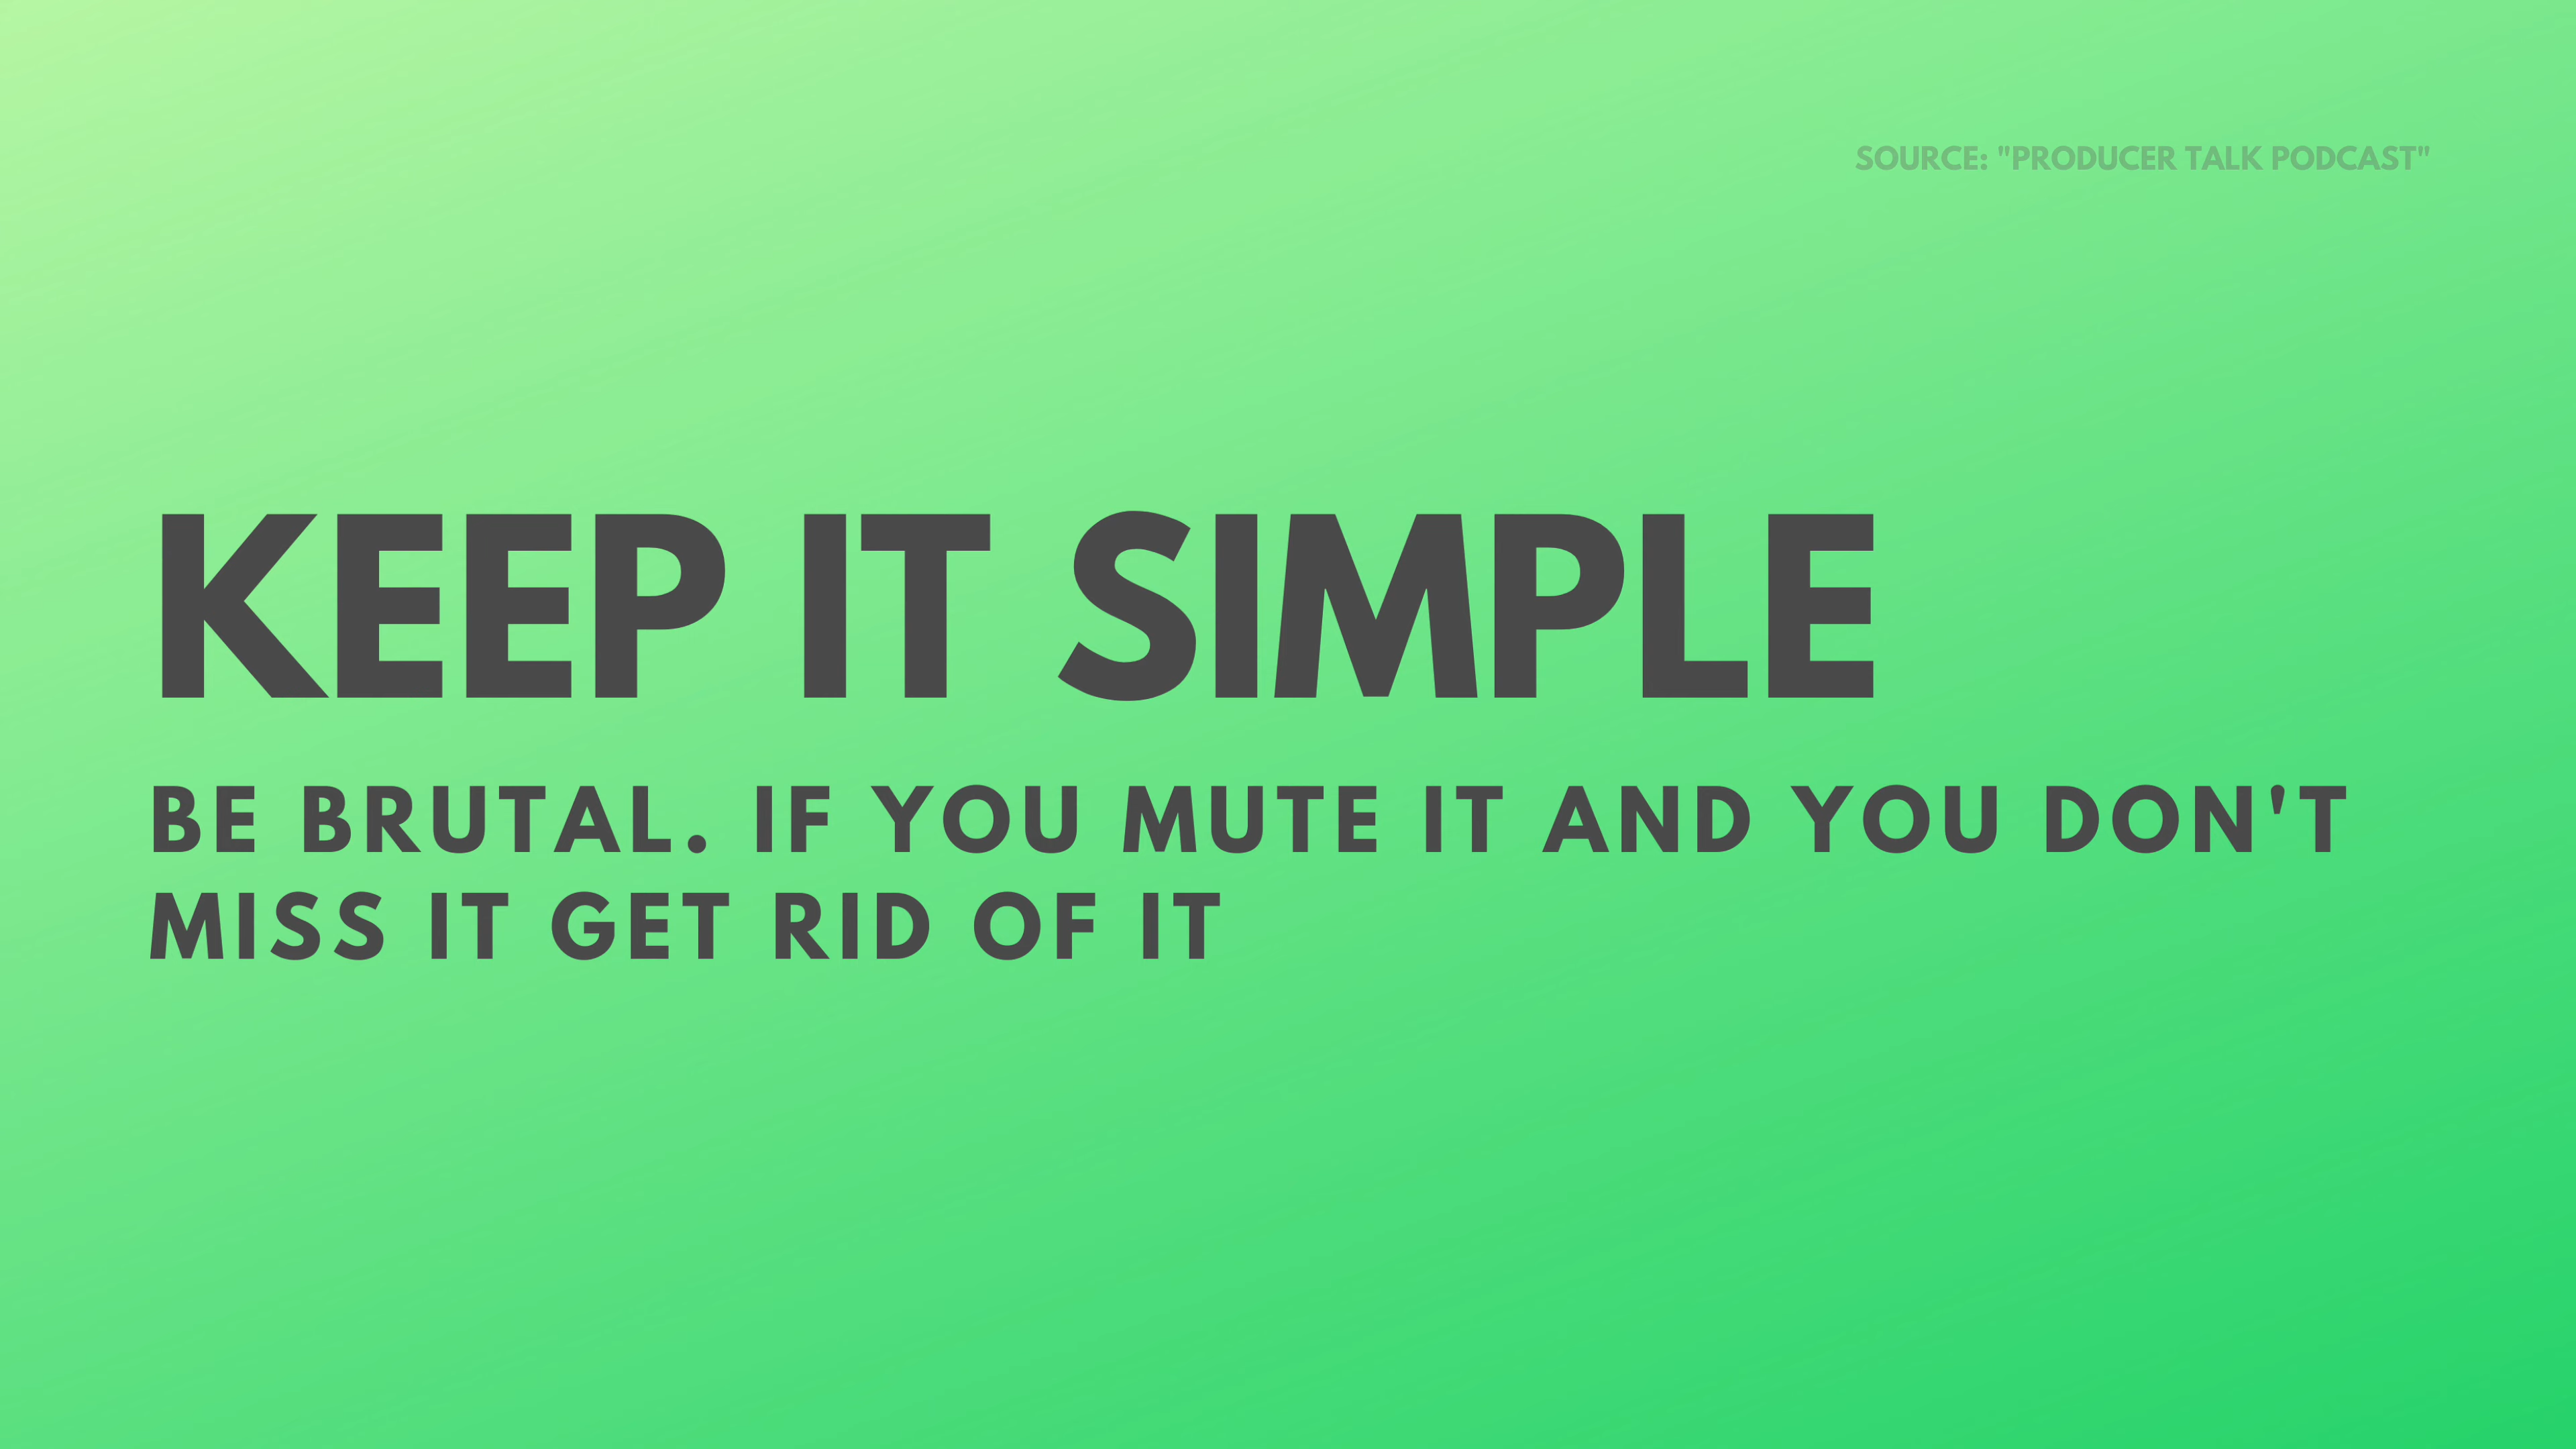 SOURCE: "PRODUCER TALK PODCAST"
KEEP IT SIMPLE
BE BRUTAL. IF YOU MUTE IT AND YOU DON'T
MISS IT GET RID OF IT